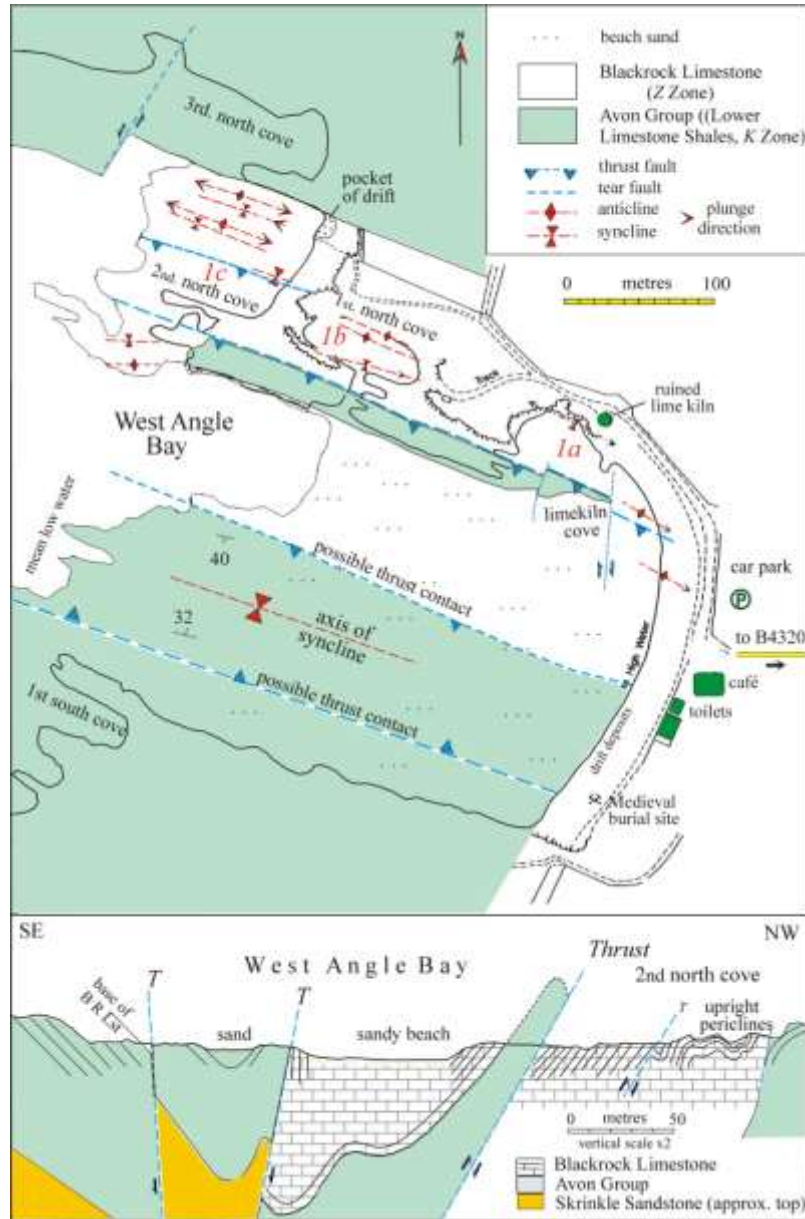 N
beach sand
Blackrock Limestone
(Z Zone)
Avon Group ((Lower
Limestone Shales, K Zone)
thrust fault
tear fault
anticline
syncline
plunge
direction
0 metres 100
3rd. north cove
pocket
of drift
1c
2nd. north cove
1st. north cove
1b
track
ruined
lime kiln
1a
West Angle
Bay
limekiln
cove
mean low water
40
possible thrust contact
car park
P
to B4320
32
axis of
syncline
High Water
café
toilets
possible thrust contact
1st south cove
drift deposits
Medieval
burial site
SE
NW
West Angle Bay
Thrust
2nd north cove
base of
B R Lst
T
T
sand
sandy beach
r
upright
periclines
0 metres 50
vertical scale x2
Blackrock Limestone
Avon Group
Skrinkle Sandstone (approx. top)